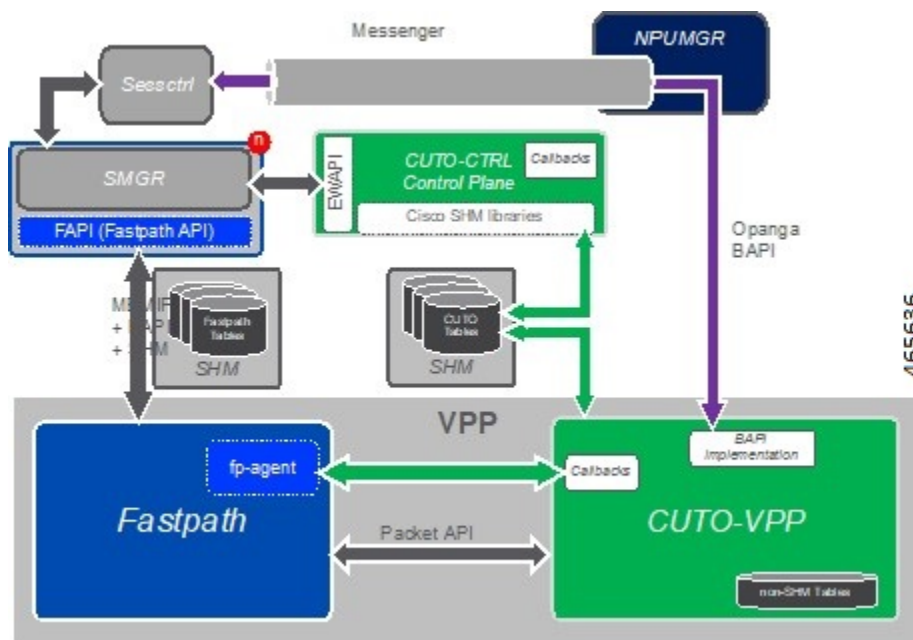 Messenger
NPUMGR
Sessctrl
n
SMGR
FAPI (Fastpath API)
EWAPI
CUTO-CTRL
Control Plane
Callbacks
Cisco SHM libraries
Opanga
BAPI
+
+ SHM
Fastpath
Tables
SHM
CUTO
Tables
SHM
465636
VPP
fp-agent
Fastpath
Packet API
Callbacks
BAPI
Implementation
CUTO-VPP
non-SHM Tables